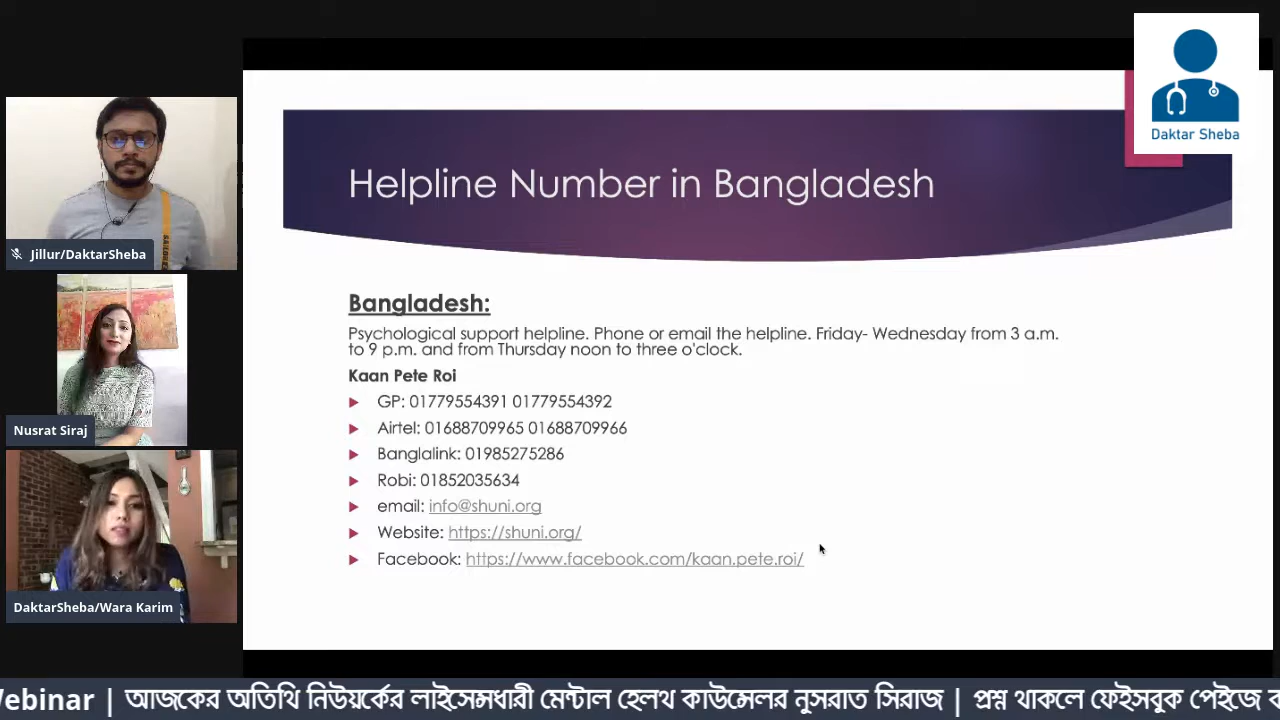 Daktar Sheba
Helpline Number in Bangladesh
Bangladesh:
Psychological support helpline. Phone or email the helpline. Friday- Wednesday from 3 a.m.
to 9 p.m. and from Thursday noon to three o'clock.
Kaan Pete Roi
GP: 01779554391 01779554392
Airtel: 01688709965 01688709966
Banglalink: 01985275286
Robi: 01852035634
email: info@shuni.org
Website: https://shuni.org/
Facebook: https://www.facebook.com/kaan.pete.roi/
Jillur/DaktarSheba
Nusrat Siraj
DaktarSheba/Wara Karim
Webinar | আজকের অতিথি নিউয়র্কের লাইসেন্সধারী মেন্টাল হেলথ কাউন্সেলর নুসরাত সিরাজ | প্রশ্ন থাকলে ফেইসবুক পেইজে